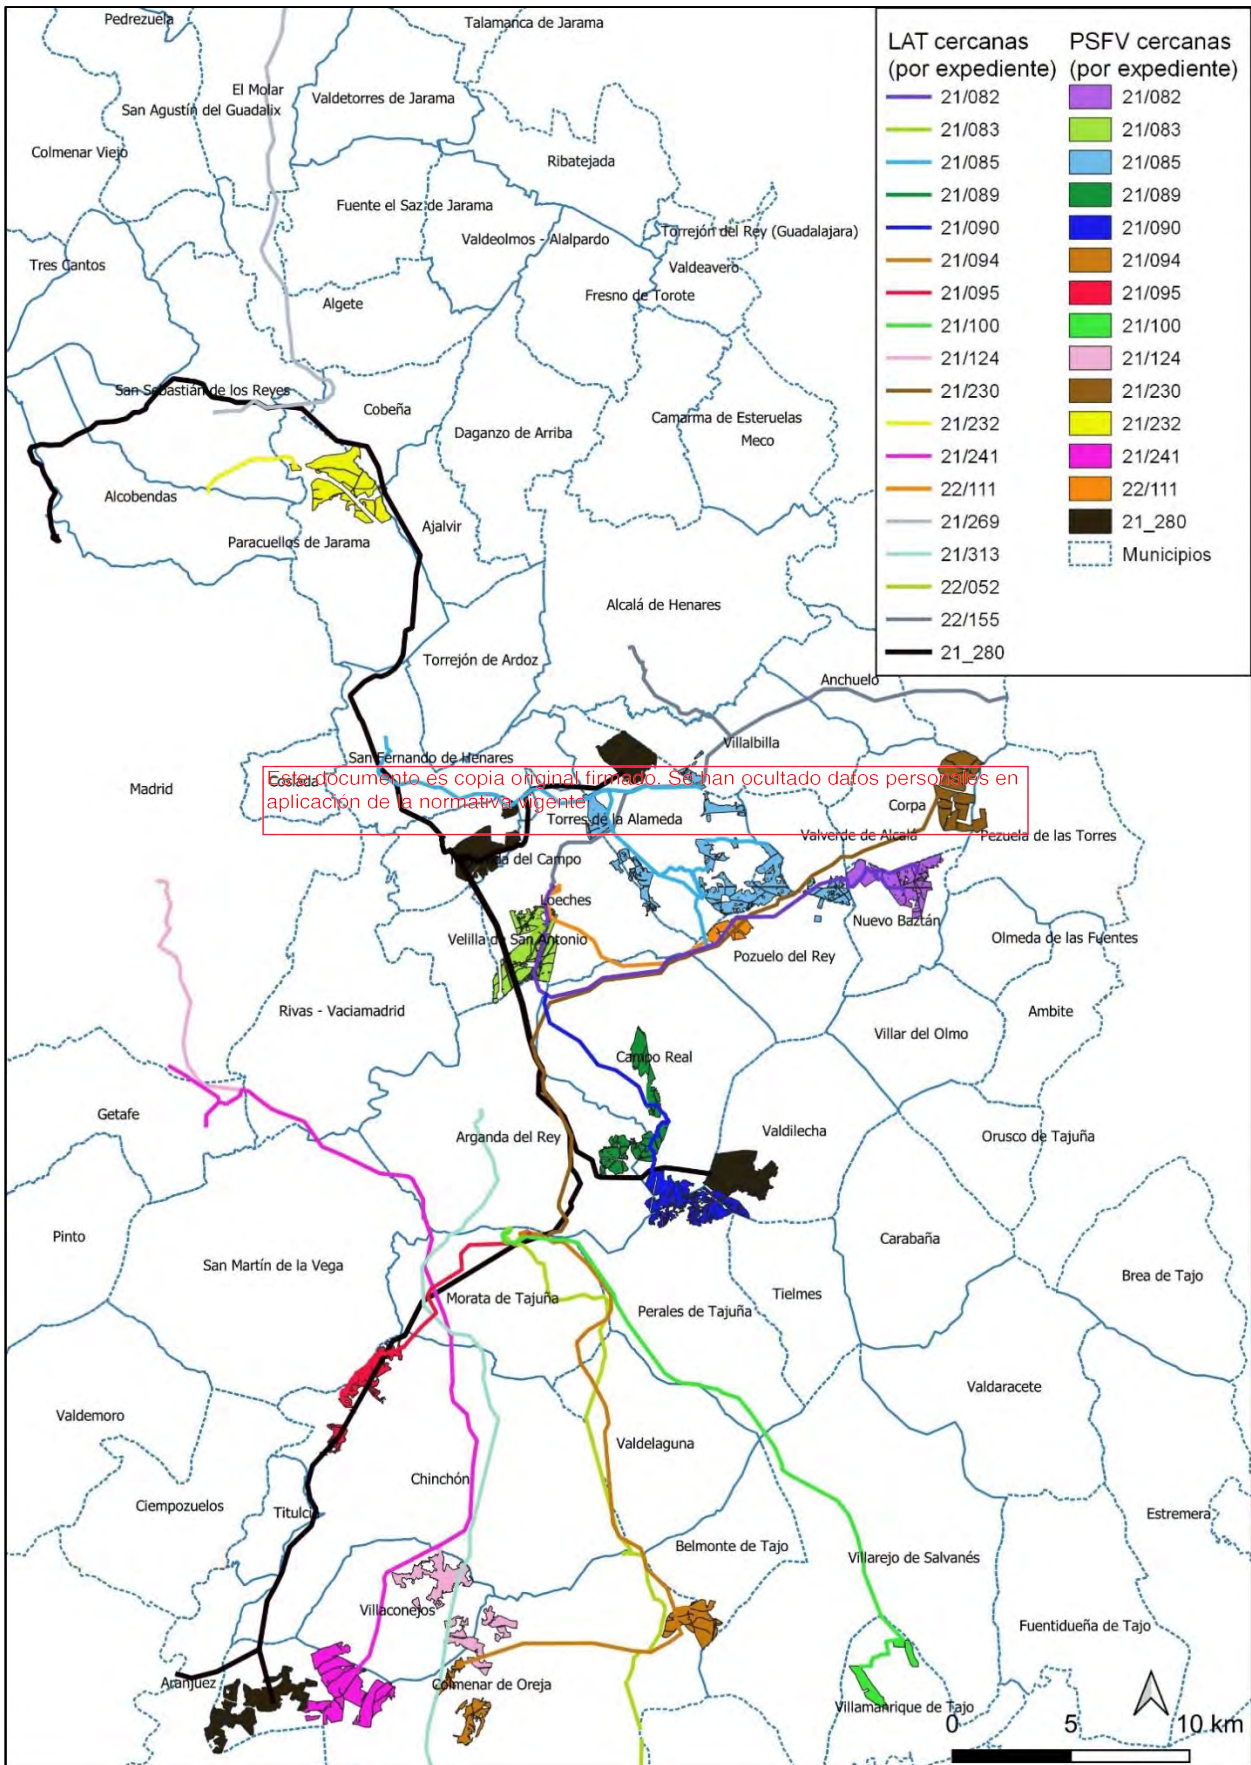 Pedrezuela
Talamanca de Jarama
El Molar
Valdetorres de Jarama
San Agustín del Guadalix
Colmenar Viejo
Ribatejada
Fuente el Saz de Jarama
Valdeolmos - Alalpardo
Torrejón del Rey (Guadalajara)
Tres Cantos
Valdeavero
Fresno de Torote
Algete
San Sebastián de los Reyes
Cobeña
Daganzo de Arriba
Camarma de Esteruelas
Meco
Alcobendas
Ajalvir
Paracuellos de Jarama
Alcalá de Henares
Torrejón de Ardoz
Anchuelo
Villalbilla
San Fernando de Henares
Madrid
Coslada
Este documento es copia original firmado. Se han ocultado datos personales en
aplicación de la normativa vigente
Corpa
Torres de la Alameda
Valverde de Alcalá
Pezuela de las Torres
del Campo
Loeches
Nuevo Baztán
Velilla de San Antonio
Olmeda de las Fuentes
Pozuelo del Rey
Rivas - Vaciamadrid
Ambite
Villar del Olmo
Campo Real
Getafe
Arganda del Rey
Valdilecha
Orusco de Tajuña
Pinto
San Martín de la Vega
Carabaña
Brea de Tajo
Morata de Tajuña
Perales de Tajuña
Tielmes
Valdaracete
Valdemoro
Valdelaguna
Chinchón
Ciempozuelos
Titulcia
Estremera
Belmonte de Tajo
Villarejo de Salvanés
Villaconejos
Fuentidueña de Tajo
Aranjuez
Colmenar de Oreja
Villamanrique de Tajo
0 5 10 km
LAT cercanas
(por expediente)
21/082
21/083
21/085
21/089
21/090
21/094
21/095
21/100
21/124
21/230
21/232
21/241
22/111
21/269
21/313
22/052
22/155
21_280
PSFV cercanas
(por expediente)
21/082
21/083
21/085
21/089
21/090
21/094
21/095
21/100
21/124
21/230
21/232
21/241
22/111
21_280
Municipios